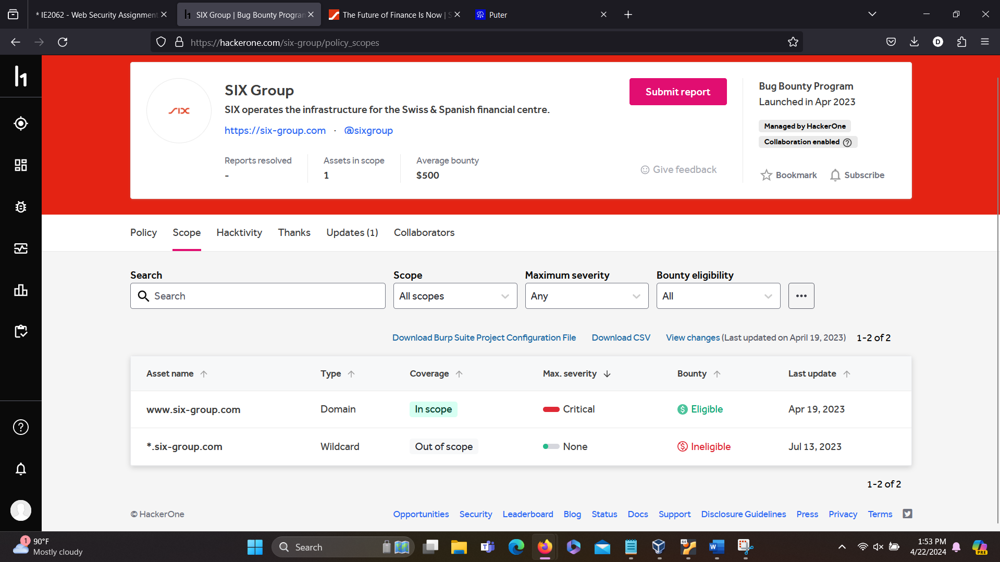 * IE2062 - Web Security Assignment
SIX Group | Bug Bounty Progra
The Future of Finance Is Now |
Puter
https://hackerone.com/six-group/policy_scopes
D
SIX
SIX Group
SIX operates the infrastructure for the Swiss & Spanish financial centre.
https://six-group.com · @sixgroup
Reports resolved
-
Assets in scope
1
Average bounty
$500
Submit report
Give feedback
Bug Bounty Program
Launched in Apr 2023
Managed by HackerOne
Collaboration enabled
Bookmark Subscribe
Policy Scope Hacktivity Thanks Updates (1) Collaborators
Search Scope Maximum severity Bounty eligibility
Search All scopes Any All
Download Burp Suite Project Configuration File Download CSV View changes (Last updated on April 19, 2023) 1-2 of 2
Asset name Type Coverage Max. severity Bounty Last update
www.six-group.com Domain In scope Critical Eligible Apr 19, 2023
*.six-group.com Wildcard Out of scope None Ineligible Jul 13, 2023
1-2 of 2
© HackerOne Opportunities Security Leaderboard Blog Status Docs Support Disclosure Guidelines Press Privacy Terms
1
90°F
Mostly cloudy
Search
64
PRE
1:53 PM
4/22/2024